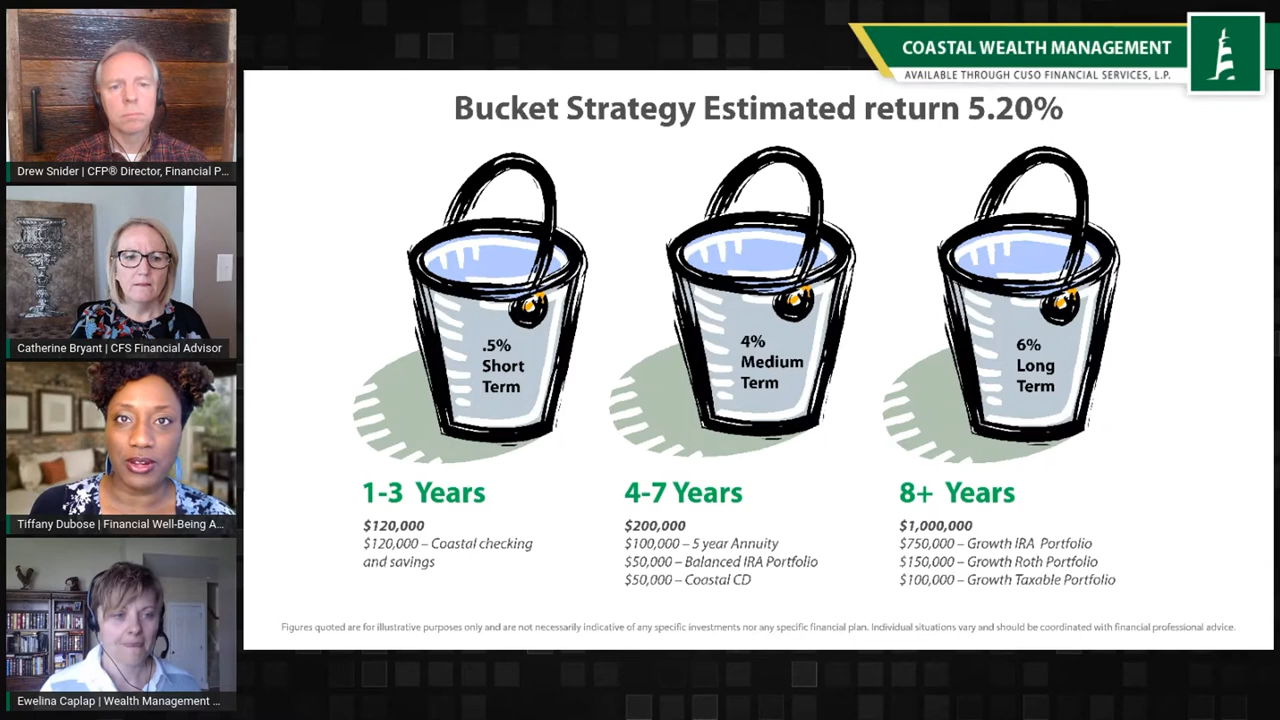 Drew Snider | CFP® Director, Financial P...
Catherine Bryant | CFS Financial Advisor
Tiffany Dubose | Financial Well-Being A...
Ewelina Caplap | Wealth Management ...
COASTAL WEALTH MANAGEMENT
AVAILABLE THROUGH CUSO FINANCIAL SERVICES, L.P.
Bucket Strategy Estimated return 5.20%
.5%
Short
Term
4%
Medium
Term
6%
Long
Term
1-3 Years
$120,000
$120,000 – Coastal checking
and savings
4-7 Years
$200,000
$100,000 – 5 year Annuity
$50,000 – Balanced IRA Portfolio
$50,000 – Coastal CD
8+ Years
$1,000,000
$750,000 – Growth IRA Portfolio
$150,000 – Growth Roth Portfolio
$100,000 – Growth Taxable Portfolio
Figures quoted are for illustrative purposes only and are not necessarily indicative of any specific investments nor any specific financial plan. Individual situations vary and should be coordinated with financial professional advice.